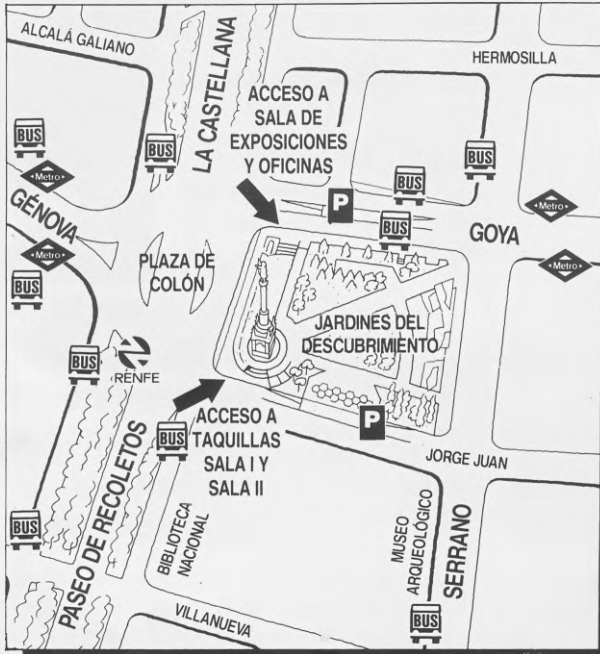 ALCALÁ GALIANO
LA CASTELLANA
HERMOSILLA
ACCESO A
SALA DE
EXPOSICIONES
Y OFICINAS
BUS
BUS
BUS
BUS
BUS
Metro
Metro
GÉNOVA
P
GOYA
Metro
Metro
PLAZA DE
COLÓN
BUS
JARDINES DEL
DESCUBRIMIENTO
BUS
RENFE
ACCESO A
TAQUILLAS
SALA I Y
SALA II
P
BUS
JORGE JUAN
PASEO DE RECOLETOS
BIBLIOTECA
NACIONAL
MUSEO
ARQUEOLÓGICO
SERRANO
BUS
VILLANUEVA
BUS